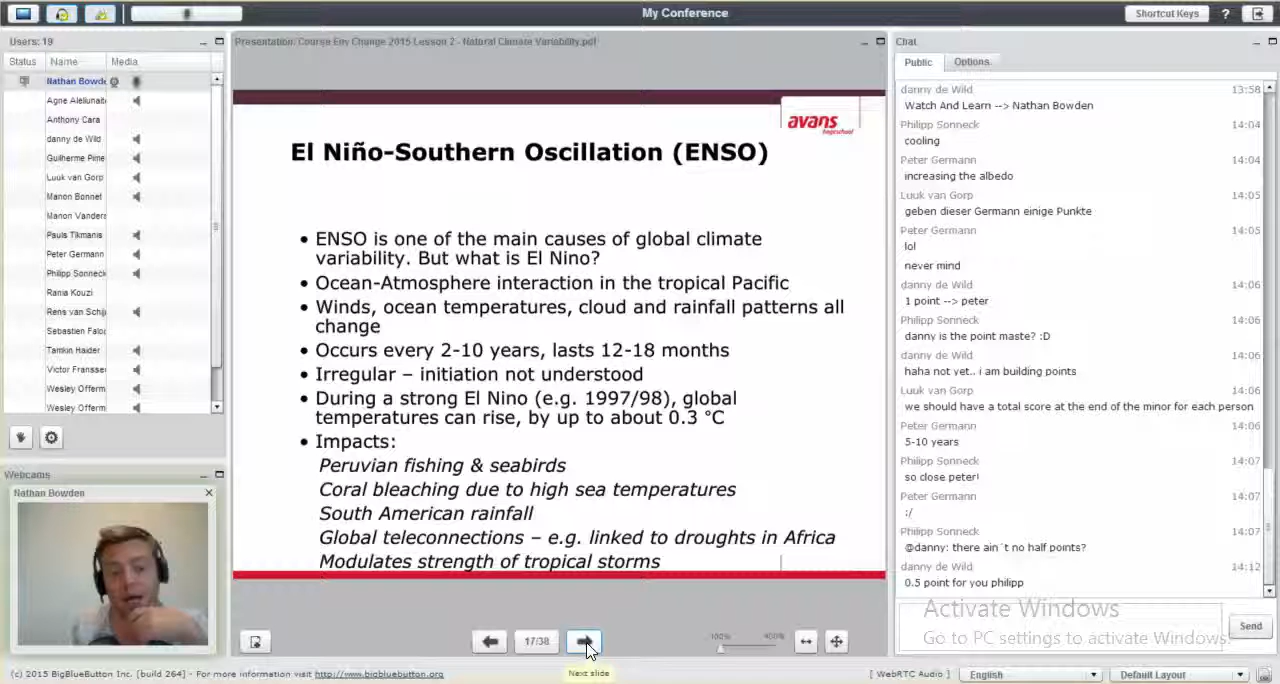 My Conference
Shortcut Keys
?
Users: 19
Status Name Media
Nathan Bowde
Agne Aleliunaite
Anthony Cara
danny de Wild
Guilherme Pime
Luuk van Gorp
Manon Bonnet
Manon Vanders
Pauls Tikmanis
Peter Germann
Philipp Sonneck
Rania Kouzi
Rens van Schij
Sebastien Faloc
Tamkin Haider
Victor Franssen
Wesley Offerm
Wesley Offerm
Webcams
Nathan Bowden
Presentation: Course Env Change 2015 Lesson 2 - Natural Climate Variability.pdf
avans
hogeschool
El Niño-Southern Oscillation (ENSO)
• ENSO is one of the main causes of global climate
variability. But what is El Nino?
• Ocean-Atmosphere interaction in the tropical Pacific
• Winds, ocean temperatures, cloud and rainfall patterns all
change
• Occurs every 2-10 years, lasts 12-18 months
• Irregular – initiation not understood
• During a strong El Nino (e.g. 1997/98), global
temperatures can rise, by up to about 0.3 °C
• Impacts:
Peruvian fishing & seabirds
Coral bleaching due to high sea temperatures
South American rainfall
Global teleconnections – e.g. linked to droughts in Africa
Modulates strength of tropical storms
17/38
100% 400%
Next slide
Chat
Public Options
danny de Wild 13:58
Watch And Learn --> Nathan Bowden
Philipp Sonneck 14:04
cooling
Peter Germann 14:04
increasing the albedo
Luuk van Gorp 14:05
geben dieser Germann einige Punkte
Peter Germann 14:05
lol
never mind
danny de Wild 14:06
1 point --> peter
Philipp Sonneck 14:06
danny is the point maste? :D
danny de Wild 14:06
haha not yet.. i am building points
Luuk van Gorp 14:06
we should have a total score at the end of the minor for each person
Peter Germann 14:06
5-10 years
Philipp Sonneck 14:07
so close peter!
Peter Germann 14:07
:/
Philipp Sonneck 14:07
@danny: there ain´t no half points?
danny de Wild 14:12
0.5 point for you philipp
Activate Windows
Go to PC settings to activate Windows.
Send
(c) 2015 BigBlueButton Inc. [build 264] - For more information visit http://www.bigbluebutton.org
[ WebRTC Audio ]
English
Default Layout